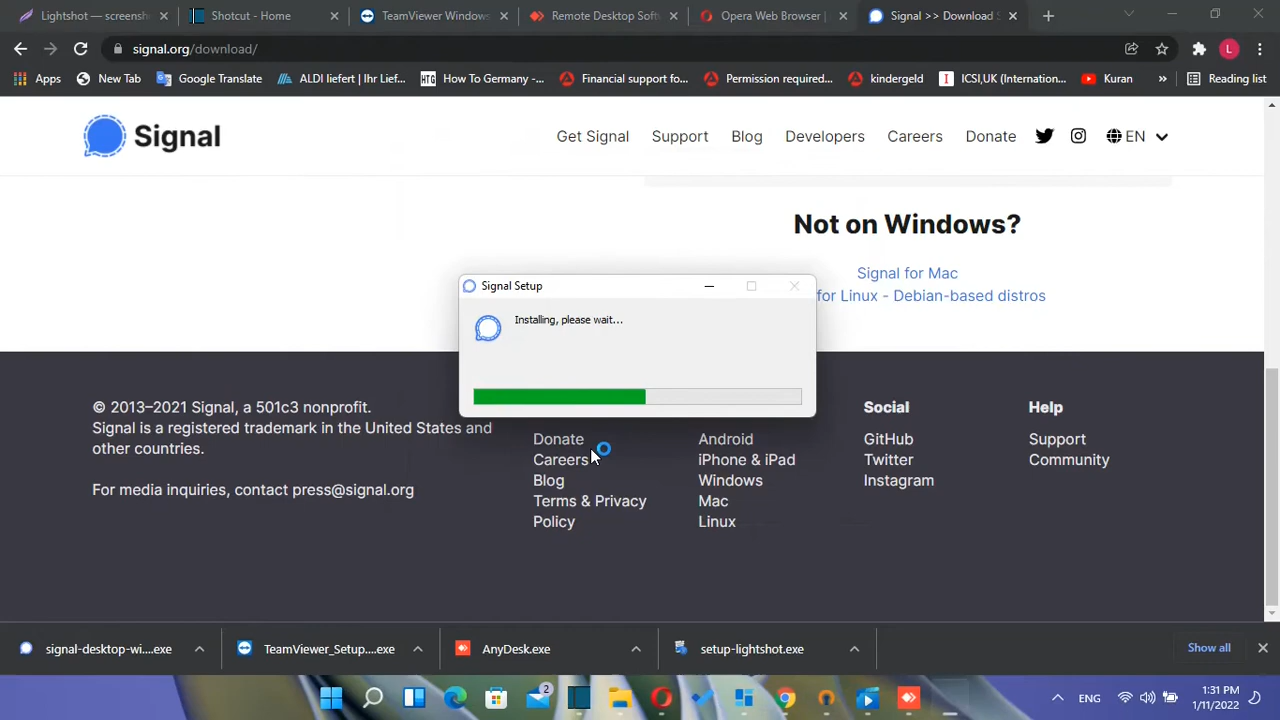 Lightshot — screensh
Shotcut - Home
TeamViewer Windows
Remote Desktop Soft
Opera Web Browser |
Signal >> Download S
signal.org/download/
L
Apps
New Tab
Google Translate
ALDI liefert | Ihr Lief...
HTG
How To Germany -...
Financial support fo...
Permission required...
kindergeld
ICSI,UK (Internation...
Kuran
»
Reading list
Signal
Get Signal
Support
Blog
Developers
Careers
Donate
EN
Not on Windows?
Signal for Mac
for Linux - Debian-based distros
Signal Setup
Installing, please wait...
© 2013–2021 Signal, a 501c3 nonprofit.
Signal is a registered trademark in the United States and
other countries.
For media inquiries, contact press@signal.org
Donate
Careers
Blog
Terms & Privacy
Policy
Android
iPhone & iPad
Windows
Mac
Linux
Social
GitHub
Twitter
Instagram
Help
Support
Community
signal-desktop-wi....exe
TeamViewer_Setup....exe
AnyDesk.exe
setup-lightshot.exe
Show all
2
ENG
1:31 PM
1/11/2022